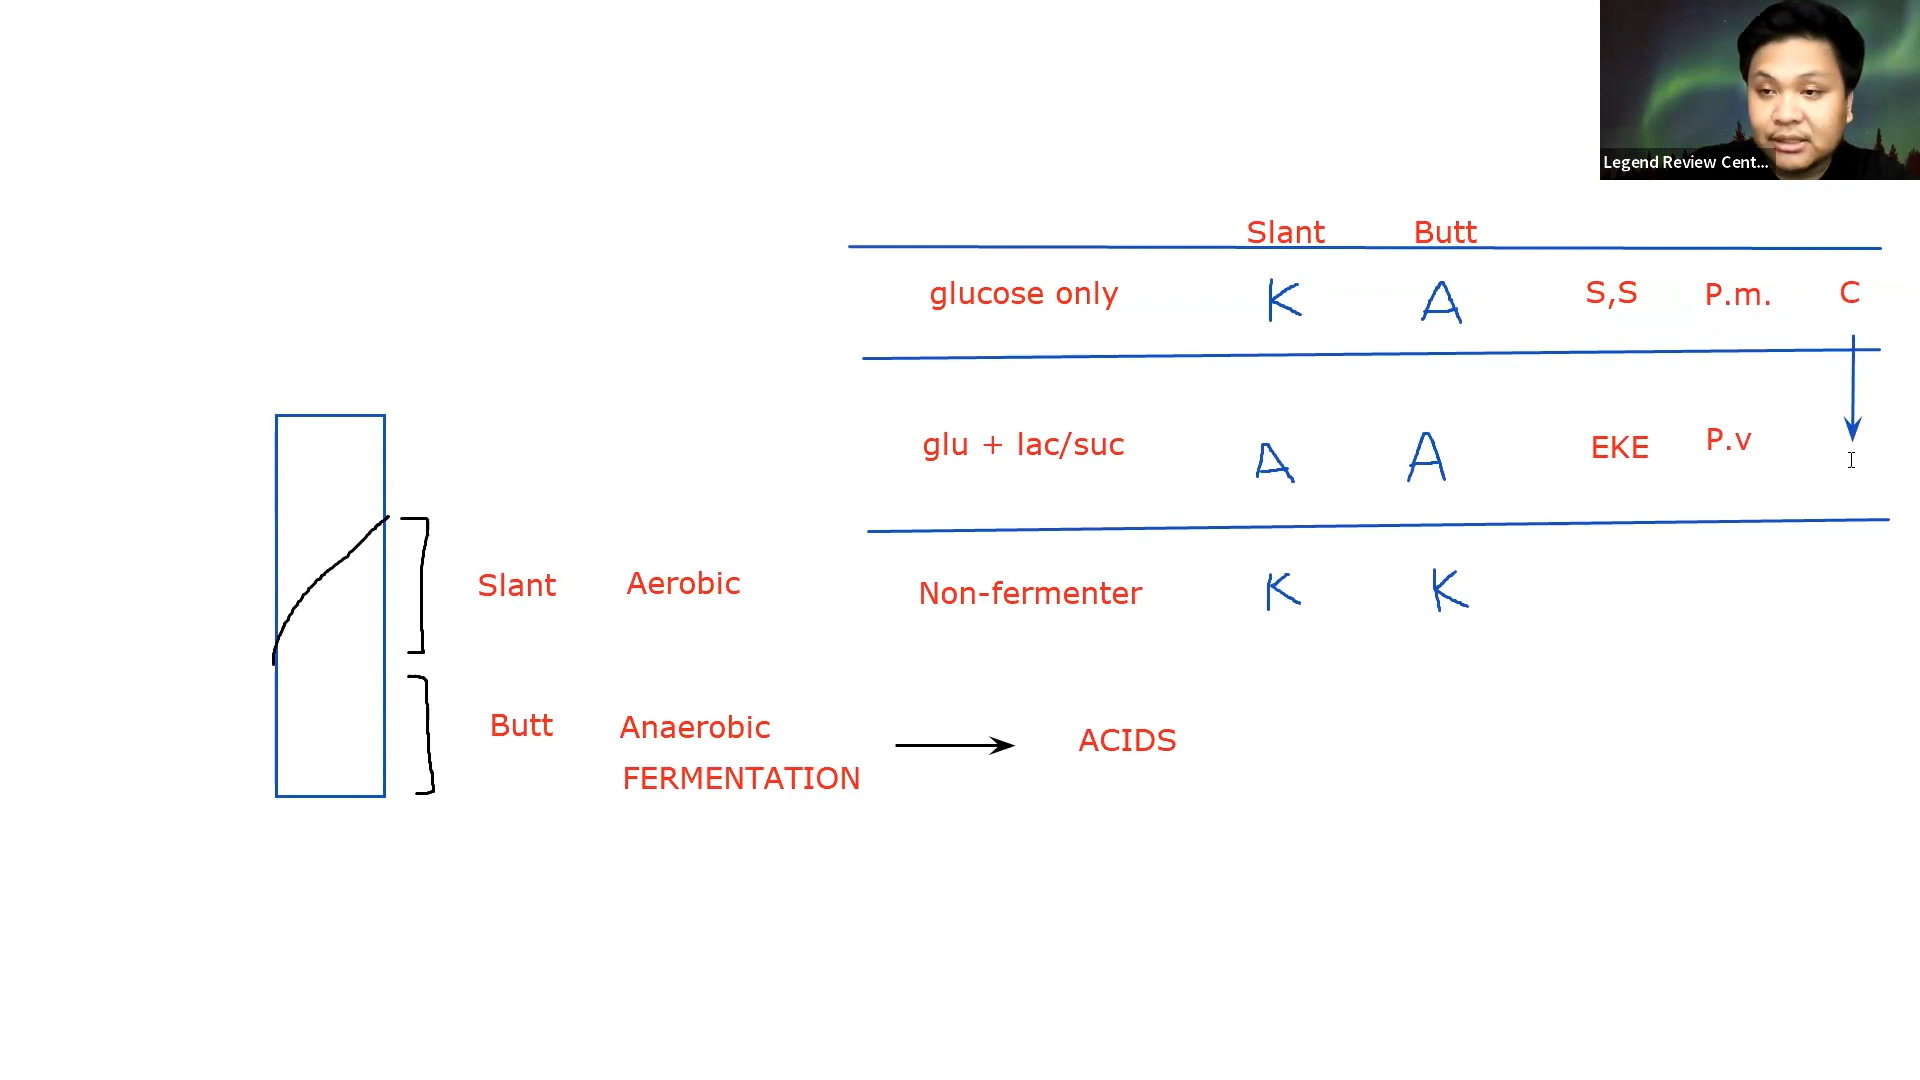 Legend Review Cent...
Slant Butt
glucose only K A S,S P.m. C
glu + lac/suc A A EKE P.v
Non-fermenter K K
Slant Aerobic
Butt Anaerobic
FERMENTATION
ACIDS